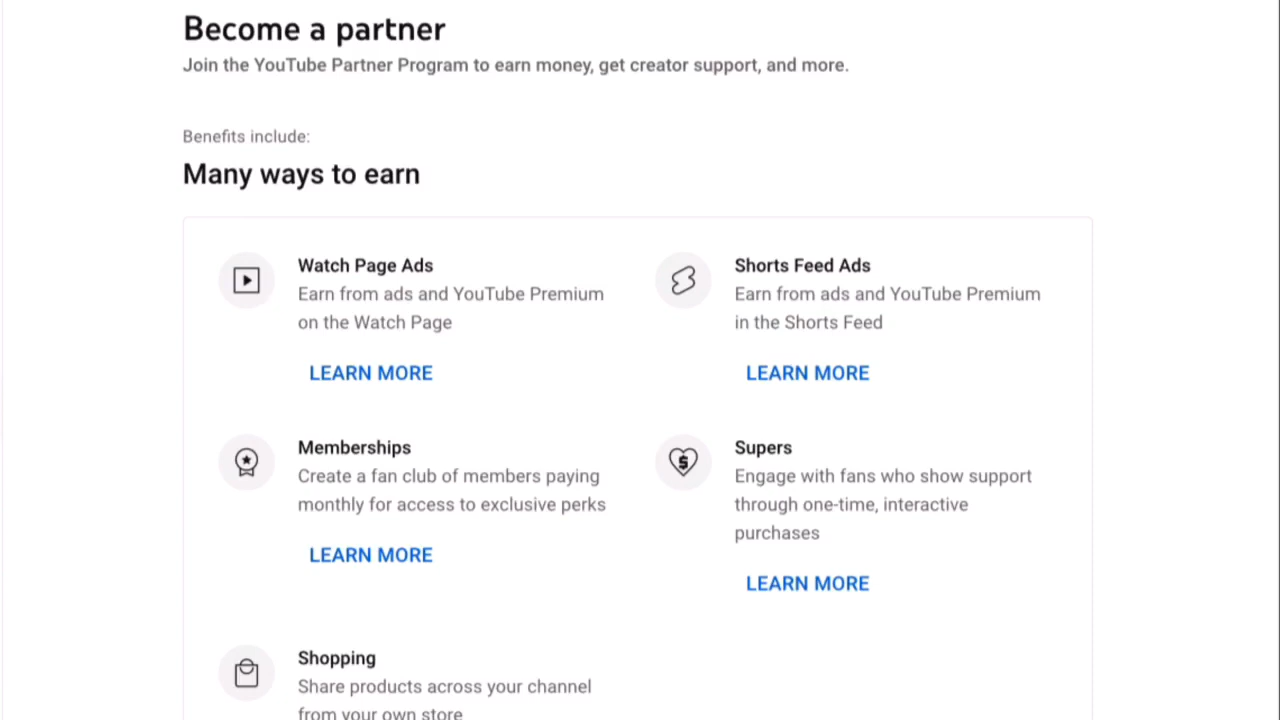 Become a partner
Join the YouTube Partner Program to earn money, get creator support, and more.
Benefits include:
Many ways to earn
Watch Page Ads
Earn from ads and YouTube Premium
on the Watch Page
LEARN MORE
Shorts Feed Ads
Earn from ads and YouTube Premium
in the Shorts Feed
LEARN MORE
Memberships
Create a fan club of members paying
monthly for access to exclusive perks
LEARN MORE
Supers
Engage with fans who show support
through one-time, interactive
purchases
LEARN MORE
Shopping
Share products across your channel
from your own store